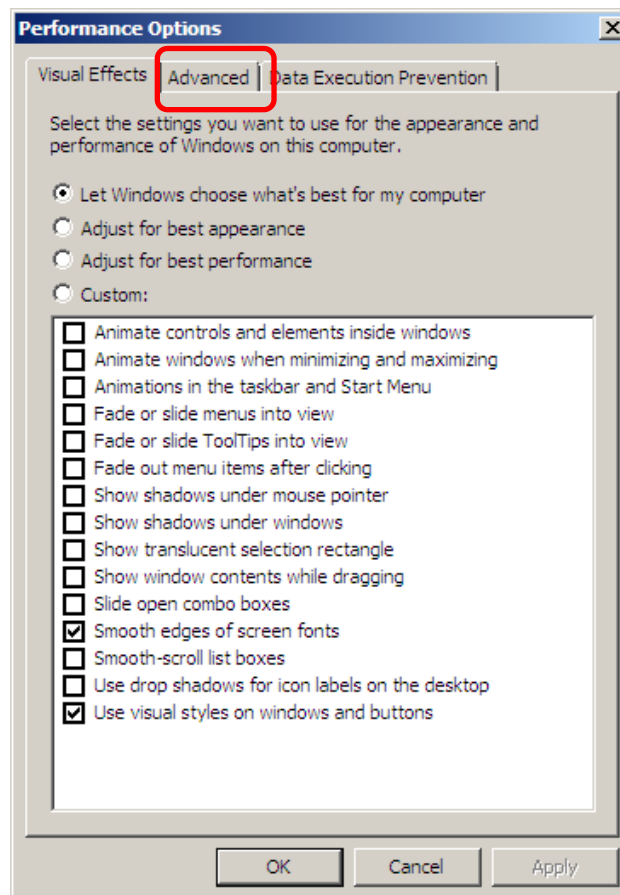 Performance Options
Visual Effects
Advanced
Data Execution Prevention
Select the settings you want to use for the appearance and
performance of Windows on this computer.
Let Windows choose what's best for my computer
Adjust for best appearance
Adjust for best performance
Custom:
Animate controls and elements inside windows
Animate windows when minimizing and maximizing
Animations in the taskbar and Start Menu
Fade or slide menus into view
Fade or slide ToolTips into view
Fade out menu items after clicking
Show shadows under mouse pointer
Show shadows under windows
Show translucent selection rectangle
Show window contents while dragging
Slide open combo boxes
Smooth edges of screen fonts
Smooth-scroll list boxes
Use drop shadows for icon labels on the desktop
Use visual styles on windows and buttons
OK
Cancel
Apply